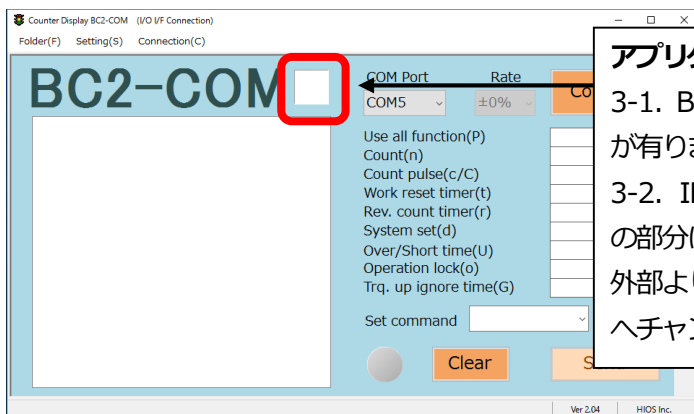 Counter Display BC2-COM (I/O I/F Connection)
Folder(F) Setting(S) Connection(C)
BC2-COM
COM Port Rate
COM5 ±0%
Use all function(P)
Count(n)
Count pulse(c/C)
Work reset timer(t)
Rev. count timer(r)
System set(d)
Over/Short time(U)
Operation lock(o)
Trq. up ignore time(G)
Set command
Clear
Ver 2.04 HIOS Inc.
アプリ
3-1. B
が有りま
3-2.
の部分
外部よ
へチャン